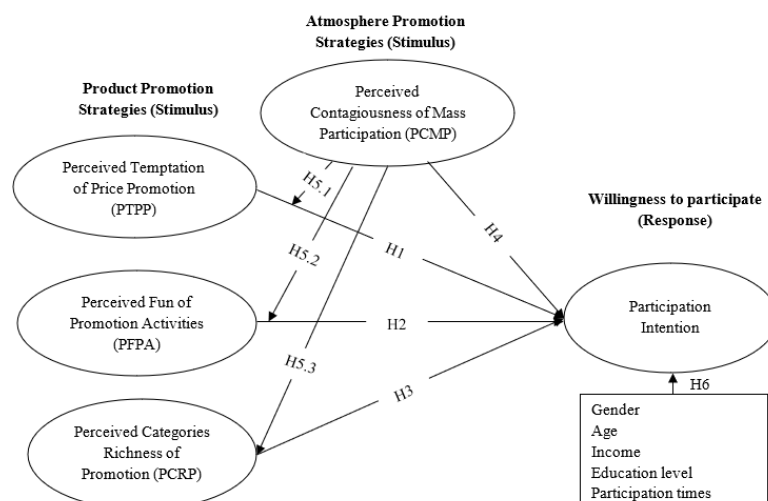 Atmosphere Promotion
Strategies (Stimulus)
Product Promotion
Strategies (Stimulus)
Perceived
Contagiousness of Mass
Participation (PCMP)
Perceived Temptation
of Price Promotion
(PTPP)
H5.1
H4
Willingness to participate
(Response)
H1
H5.2
Perceived Fun of
Promotion Activities
(PFPA)
H2
Participation
Intention
H5.3
H3
H6
Perceived Categories
Richness of
Promotion (PCRP)
Gender
Age
Income
Education level
Participation times